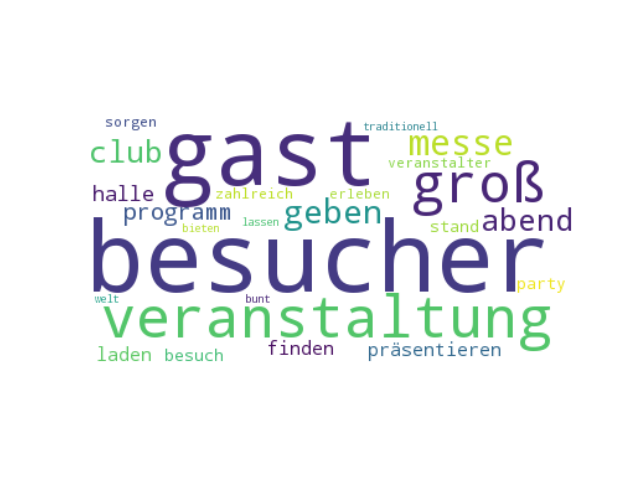 sorgen
traditionell
gast
club
messe
veranstalter
groß
halle
zahlreich
erleben
programm
geben
abend
lassen
stand
bieten
besucher
party
welt
bunt
veranstaltung
finden
präsentieren
laden
besuch